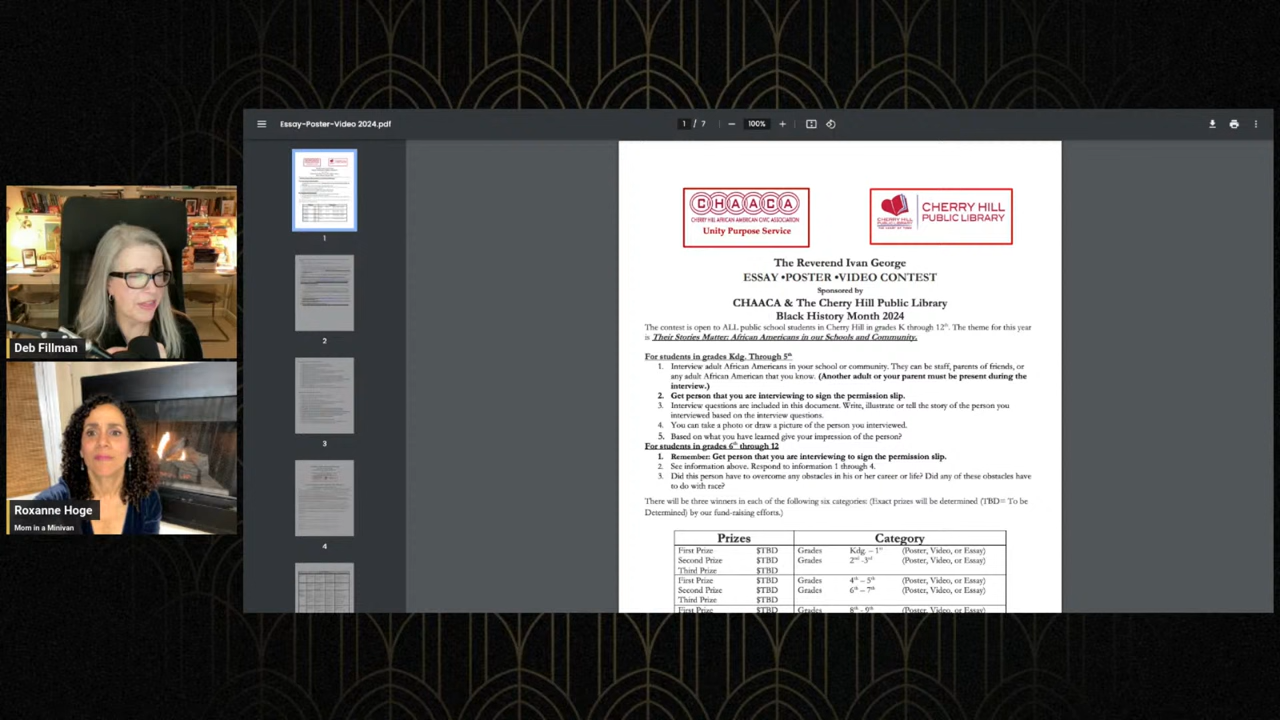 Essay-Poster-Video 2024.pdf
1 / 7
100%
1
2
3
4
Deb Fillman
Roxanne Hoge
Mom in a Minivan
CHAACA
CHERRY HILL AFRICAN AMERICAN CIVIC ASSOCIATION
Unity Purpose Service
CHERRY HILL
PUBLIC LIBRARY
The Reverend Ivan George
ESSAY •POSTER •VIDEO CONTEST
Sponsored by
CHAACA & The Cherry Hill Public Library
Black History Month 2024
The contest is open to ALL public school students in Cherry Hill in grades K through 12th. The theme for this year
is Their Stories Matter: African Americans in our Schools and Community.
For students in grades Kdg. Through 5th
1. Interview adult African Americans in your school or community. They can be staff, parents of friends, or
any adult African American that you know. (Another adult or your parent must be present during the
interview.)
2. Get person that you are interviewing to sign the permission slip.
3. Interview questions are included in this document. Write, illustrate or tell the story of the person you
interviewed based on the interview questions.
4. You can take a photo or draw a picture of the person you interviewed.
5. Based on what you have learned give your impression of the person?
For students in grades 6th through 12
1. Remember: Get person that you are interviewing to sign the permission slip.
2. See information above. Respond to information 1 through 4.
3. Did this person have to overcome any obstacles in his or her career or life? Did any of these obstacles have
to do with race?
There will be three winners in each of the following six categories: (Exact prizes will be determined (TBD= To be
Determined) by our fund-raising efforts.)
Prizes Category
First Prize $TBD Grades Kdg. – 1st (Poster, Video, or Essay)
Second Prize $TBD Grades 2nd -3rd (Poster, Video, or Essay)
Third Prize $TBD
First Prize $TBD Grades 4th – 5th (Poster, Video, or Essay)
Second Prize $TBD Grades 6th – 7th (Poster, Video, or Essay)
Third Prize $TBD
First Prize $TBD Grades 8th - 9th (Poster, Video, or Essay)